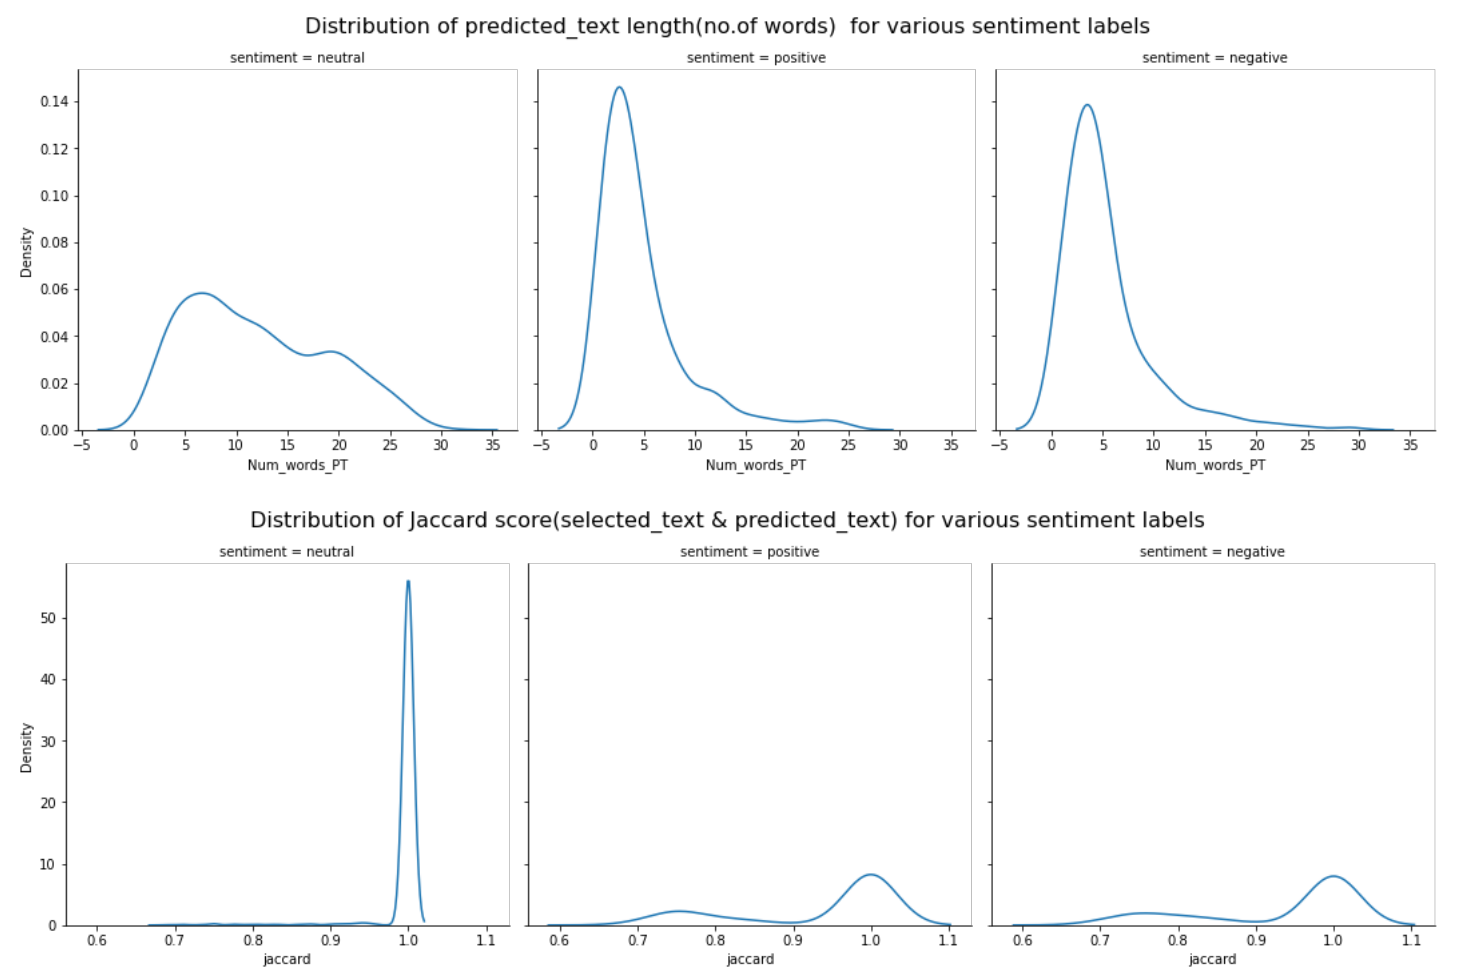 Distribution of predicted_text length(no.of words)  for various sentiment labels
sentiment = neutral
sentiment = positive
sentiment = negative
Density
0.14
0.12
0.10
0.08
0.06
0.04
0.02
0.00
−5 0 5 10 15 20 25 30 35
−5 0 5 10 15 20 25 30 35
−5 0 5 10 15 20 25 30 35
Num_words_PT
Num_words_PT
Num_words_PT
Distribution of Jaccard score(selected_text & predicted_text) for various sentiment labels
sentiment = neutral
sentiment = positive
sentiment = negative
Density
50
40
30
20
10
0
0.6 0.7 0.8 0.9 1.0 1.1
0.6 0.7 0.8 0.9 1.0 1.1
0.6 0.7 0.8 0.9 1.0 1.1
jaccard
jaccard
jaccard